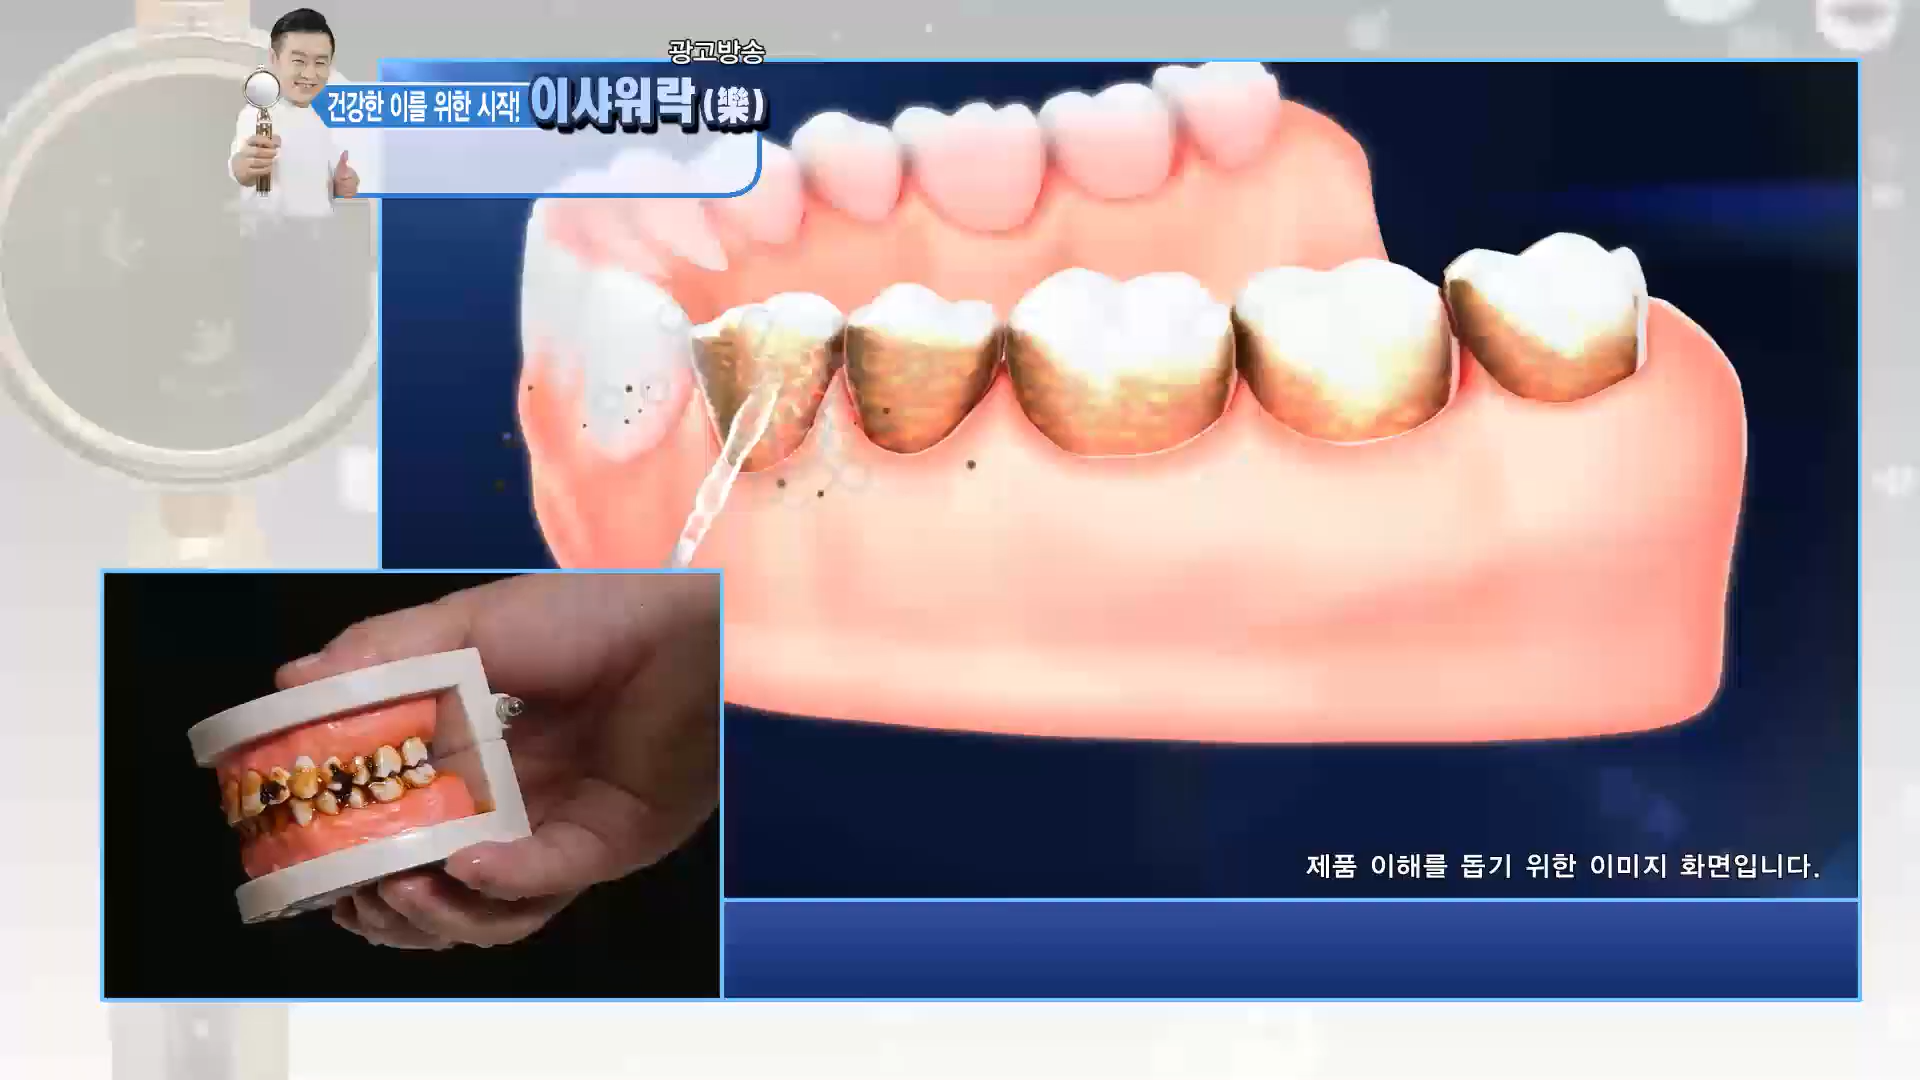 광고방송
건강한 이를 위한 시작! 이샤워락(樂)
제품 이해를 돕기 위한 이미지 화면입니다.